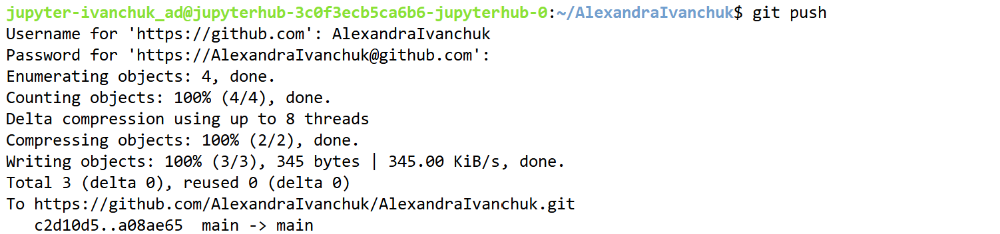 jupyter-ivanchuk_ad@jupyterhub-3c0f3ecb5ca6b6-jupyterhub-0:~/AlexandraIvanchuk$ git push
Username for 'https://github.com': AlexandraIvanchuk
Password for 'https://AlexandraIvanchuk@github.com':
Enumerating objects: 4, done.
Counting objects: 100% (4/4), done.
Delta compression using up to 8 threads
Compressing objects: 100% (2/2), done.
Writing objects: 100% (3/3), 345 bytes | 345.00 KiB/s, done.
Total 3 (delta 0), reused 0 (delta 0)
To https://github.com/AlexandraIvanchuk/AlexandraIvanchuk.git
   c2d10d5..a08ae65  main -> main